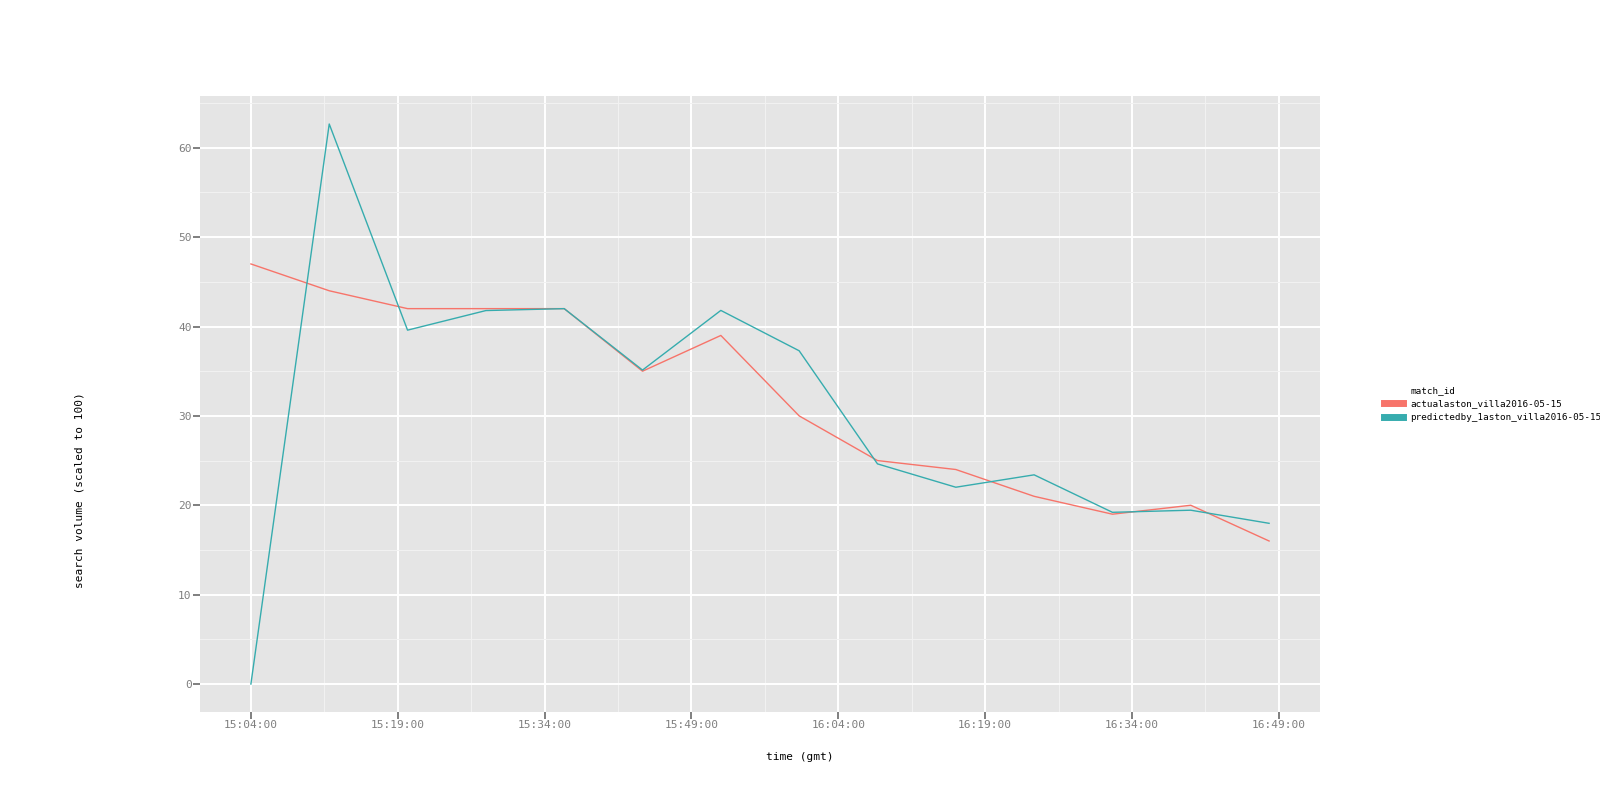 60
50
40
30
20
10
0
search volume (scaled to 100)
15:04:00 15:19:00 15:34:00 15:49:00 16:04:00 16:19:00 16:34:00 16:49:00
time (gmt)
match_id
actualaston_villa2016-05-15
predictedby_1aston_villa2016-05-15